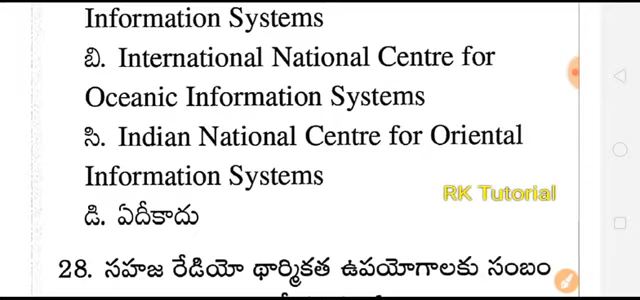 Information Systems
బి. International National Centre for
Oceanic Information Systems
సి. Indian National Centre for Oriental
Information Systems
RK Tutorial
డి. ఏదీకాదు
28. సహజ రేడియో థార్మికత ఉపయోగాలకు సంబం